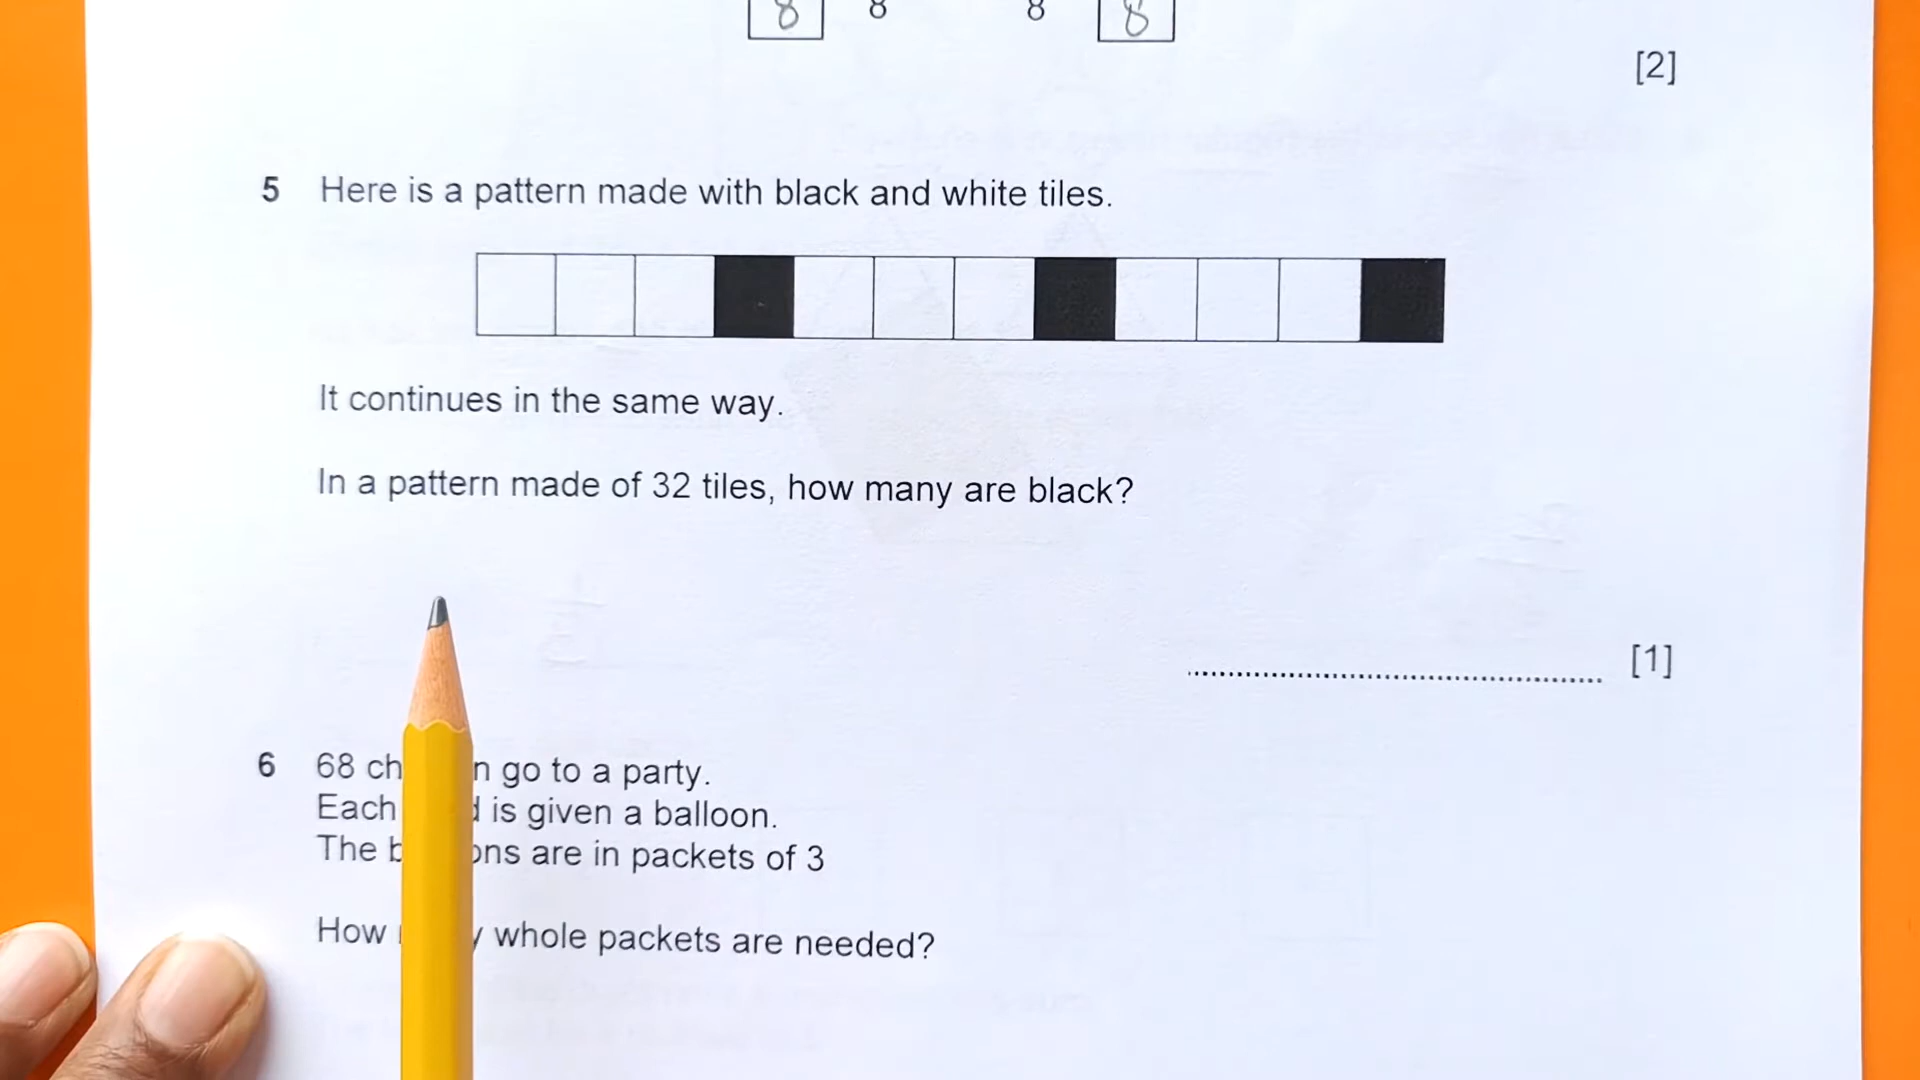 8 8 8 8
[2]
5 Here is a pattern made with black and white tiles.
It continues in the same way.
In a pattern made of 32 tiles, how many are black?
[1]
6 68 ch n go to a party.
Each d is given a balloon.
The b ons are in packets of 3
How y whole packets are needed?